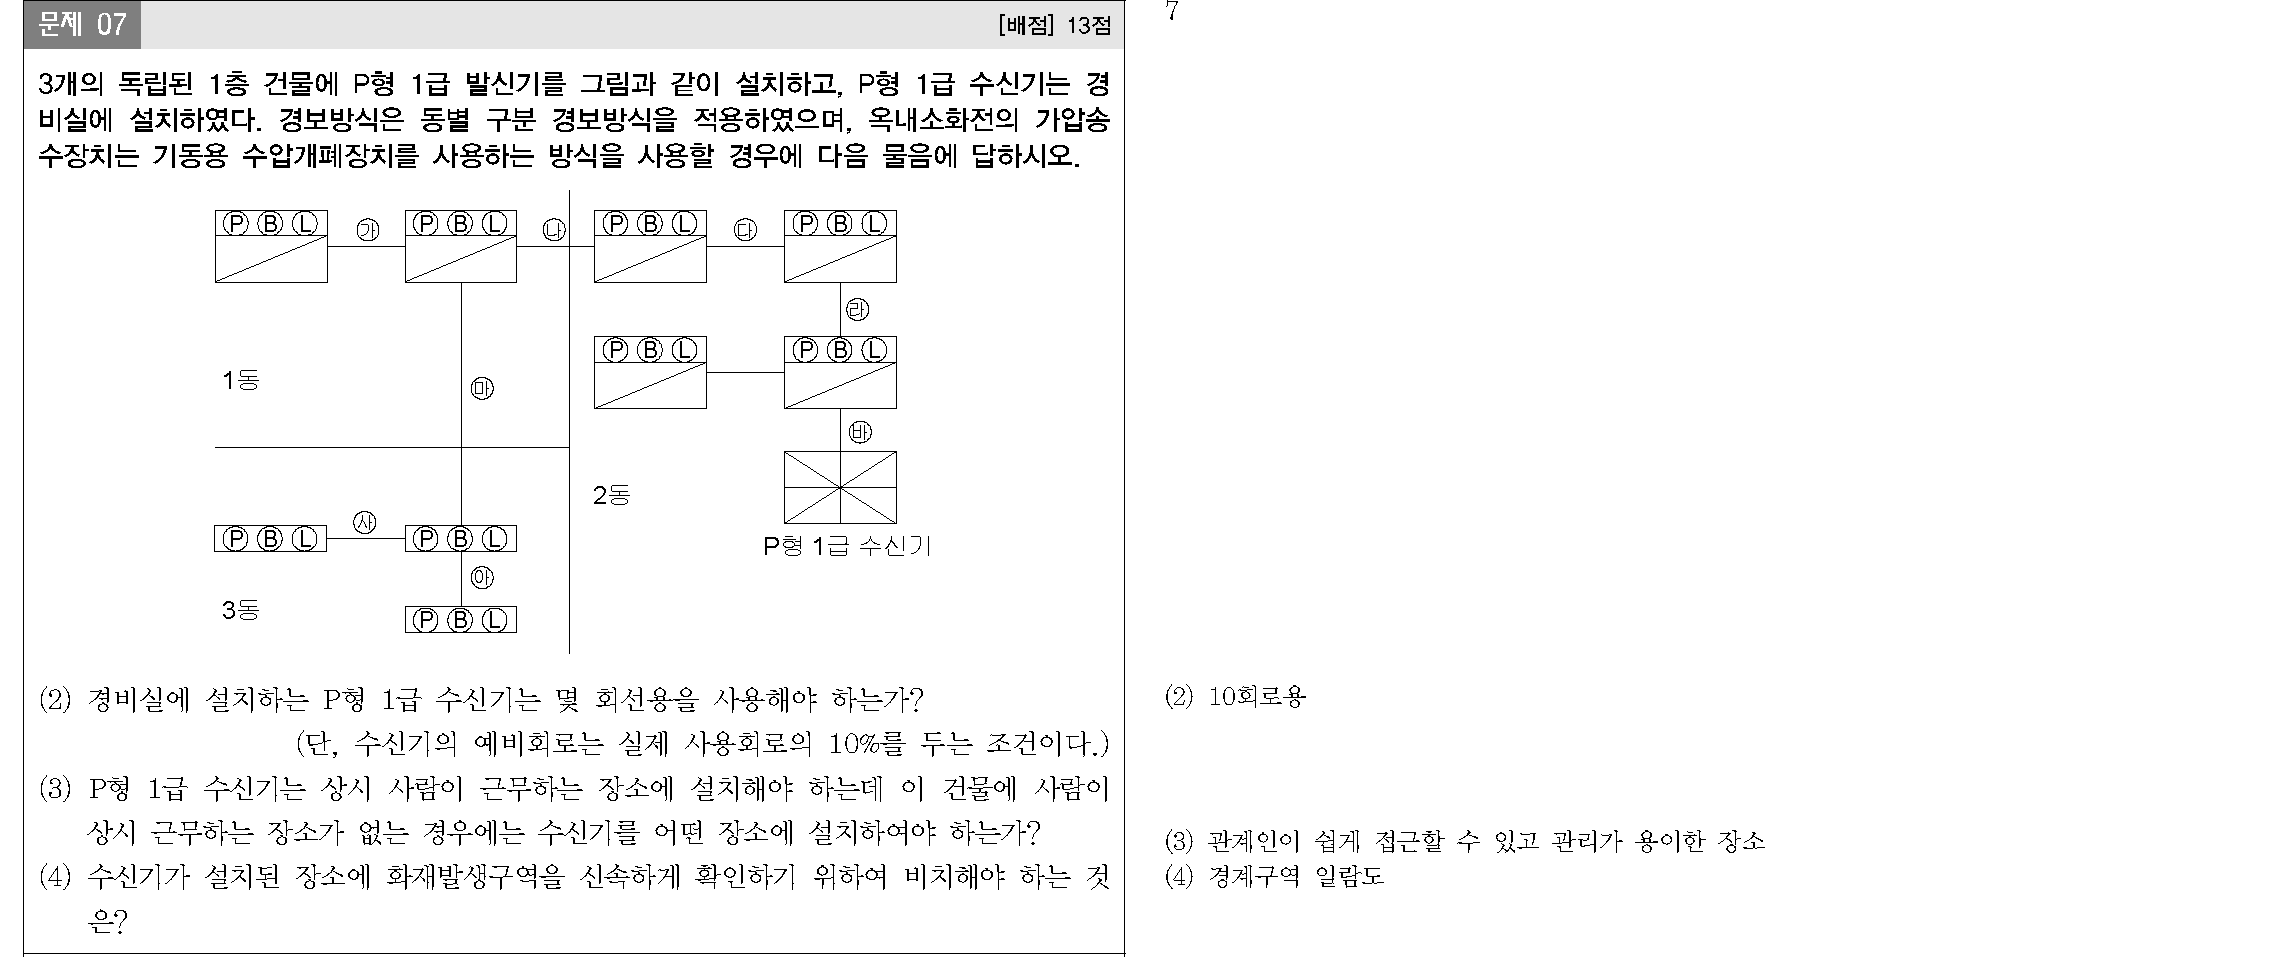 문제 07
[배점] 13점
7
3개의 독립된 1층 건물에 P형 1급 발신기를 그림과 같이 설치하고, P형 1급 수신기는 경
비실에 설치하였다. 경보방식은 동별 구분 경보방식을 적용하였으며, 옥내소화전의 가압송
수장치는 기동용 수압개폐장치를 사용하는 방식을 사용할 경우에 다음 물음에 답하시오.
Ⓟ Ⓑ Ⓛ ㉮ Ⓟ Ⓑ Ⓛ ㉯ Ⓟ Ⓑ Ⓛ ㉰ Ⓟ Ⓑ Ⓛ
㉱
Ⓟ Ⓑ Ⓛ Ⓟ Ⓑ Ⓛ
1동 ㉲
㉳
2동
Ⓟ Ⓑ Ⓛ ㉴ Ⓟ Ⓑ Ⓛ
P형 1급 수신기
㉵
3동
Ⓟ Ⓑ Ⓛ
(2) 경비실에 설치하는 P형 1급 수신기는 몇 회선용을 사용해야 하는가?
(단, 수신기의 예비회로는 실제 사용회로의 10%를 두는 조건이다.)
(3) P형 1급 수신기는 상시 사람이 근무하는 장소에 설치해야 하는데 이 건물에 사람이
상시 근무하는 장소가 없는 경우에는 수신기를 어떤 장소에 설치하여야 하는가?
(4) 수신기가 설치된 장소에 화재발생구역을 신속하게 확인하기 위하여 비치해야 하는 것
은?
(2) 10회로용
(3) 관계인이 쉽게 접근할 수 있고 관리가 용이한 장소
(4) 경계구역 일람도